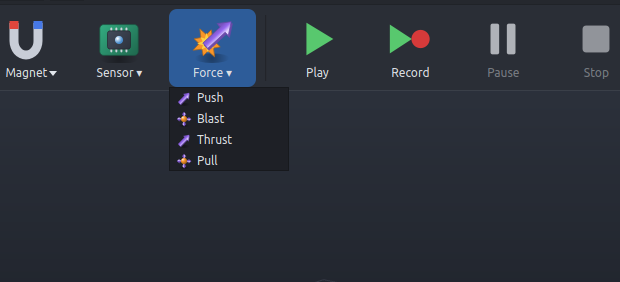 Magnet▾ Sensor ▾ Force ▾ Play Record Pause Stop
Push
Blast
Thrust
Pull